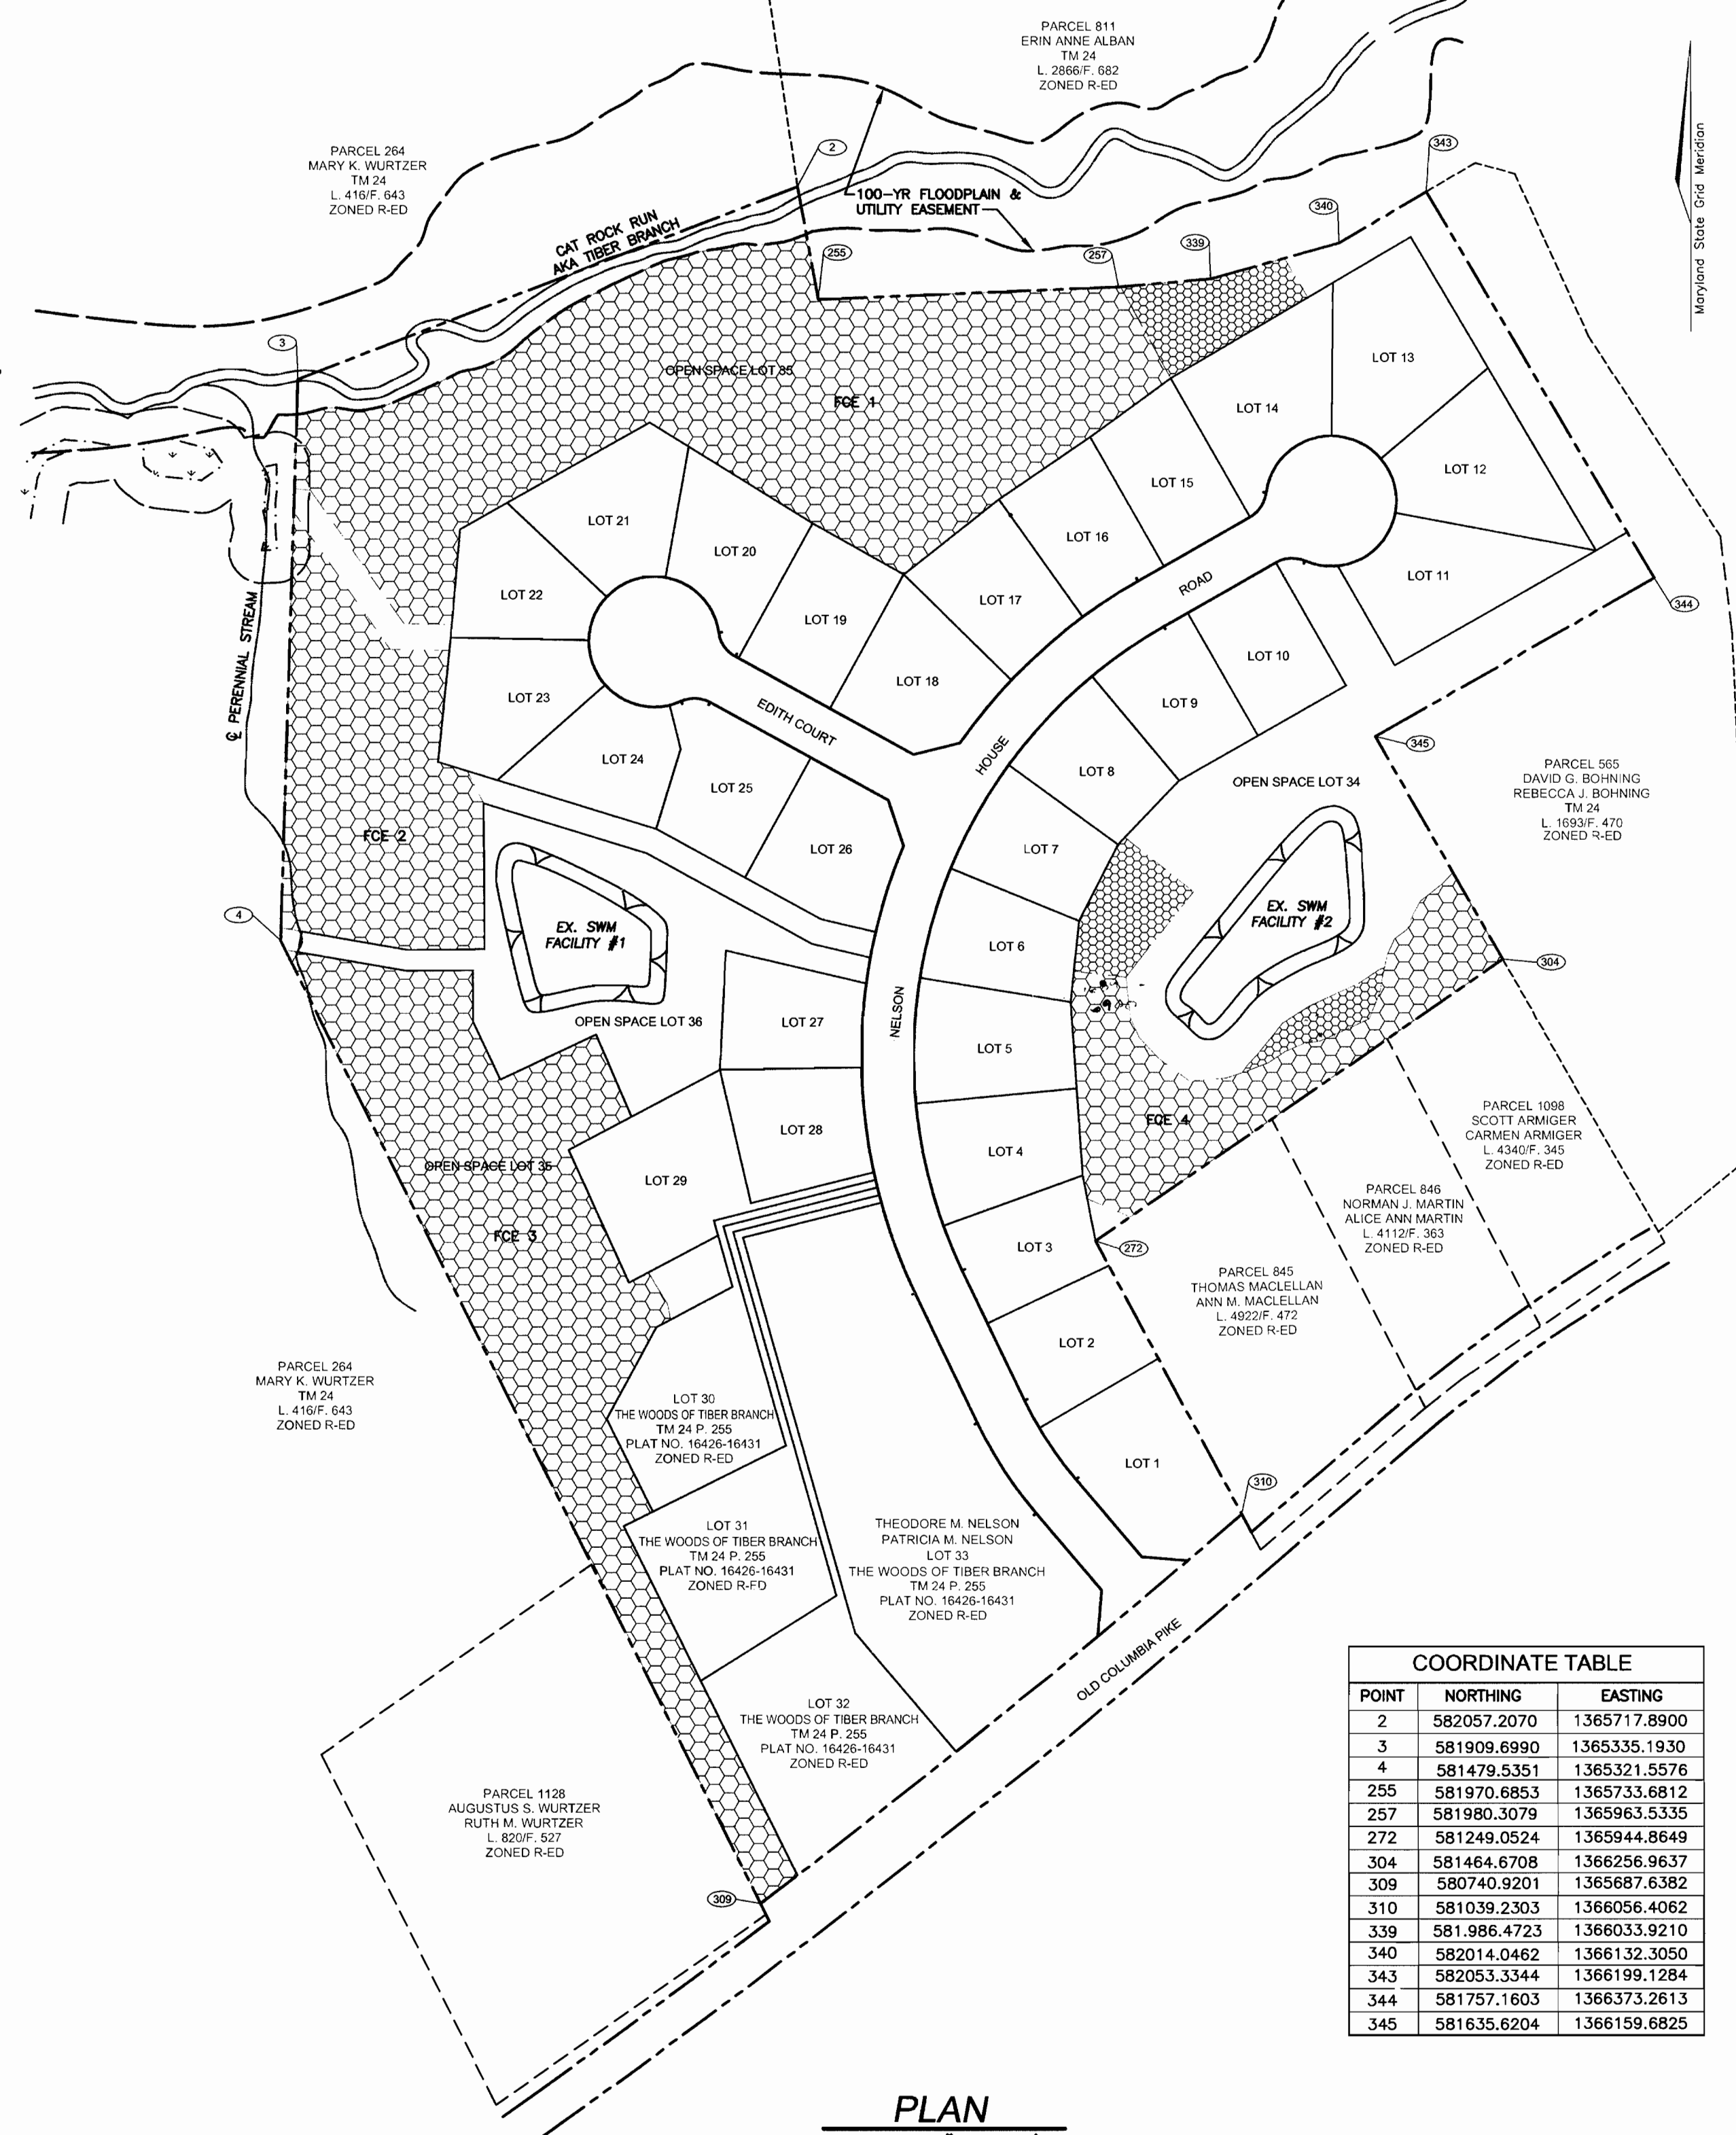 PARCEL 811
ERIN ANNE ALBAN
TM 24
L. 2866/F. 682
ZONED R-ED
PARCEL 264
MARY K. WURTZER
TM 24
L. 416/F. 643
ZONED R-ED
Maryland State Grid Meridian
2
343
100-YR FLOODPLAIN &
UTILITY EASEMENT
CAT ROCK RUN
AKA TIBER BRANCH
340
339
255
257
3
OPEN SPACE LOT 35
FCE 1
LOT 13
LOT 14
LOT 12
LOT 15
LOT 21
LOT 20
LOT 16
LOT 11
LOT 22
LOT 17
ROAD
344
LOT 19
℄ PERENNIAL STREAM
LOT 10
LOT 18
LOT 23
LOT 9
EDITH COURT
HOUSE
345
LOT 24
LOT 8
OPEN SPACE LOT 34
LOT 25
PARCEL 565
DAVID G. BOHNING
REBECCA J. BOHNING
TM 24
L. 1693/F. 470
ZONED R-ED
FCE 2
LOT 26
LOT 7
4
EX. SWM
FACILITY #1
EX. SWM
FACILITY #2
LOT 6
304
NELSON
OPEN SPACE LOT 36
LOT 27
LOT 5
FCE 4
PARCEL 1098
SCOTT ARMIGER
CARMEN ARMIGER
L. 4340/F. 345
ZONED R-ED
LOT 28
LOT 4
OPEN SPACE LOT 35
LOT 29
PARCEL 846
NORMAN J. MARTIN
ALICE ANN MARTIN
L. 4112/F. 363
ZONED R-ED
FCE 3
LOT 3
272
PARCEL 845
THOMAS MACLELLAN
ANN M. MACLELLAN
L. 4922/F. 472
ZONED R-ED
LOT 2
PARCEL 264
MARY K. WURTZER
TM 24
L. 416/F. 643
ZONED R-ED
LOT 30
THE WOODS OF TIBER BRANCH
TM 24 P. 255
PLAT NO. 16426-16431
ZONED R-ED
LOT 1
310
LOT 31
THE WOODS OF TIBER BRANCH
TM 24 P. 255
PLAT NO. 16426-16431
ZONED R-ED
THEODORE M. NELSON
PATRICIA M. NELSON
LOT 33
THE WOODS OF TIBER BRANCH
TM 24 P. 255
PLAT NO. 16426-16431
ZONED R-ED
OLD COLUMBIA PIKE
LOT 32
THE WOODS OF TIBER BRANCH
TM 24 P. 255
PLAT NO. 16426-16431
ZONED R-ED
PARCEL 1128
AUGUSTUS S. WURTZER
RUTH M. WURTZER
L. 820/F. 527
ZONED R-ED
309
COORDINATE TABLE
POINT NORTHING EASTING
2 582057.2070 1365717.8900
3 581909.6990 1365335.1930
4 581479.5351 1365321.5576
255 581970.6853 1365733.6812
257 581980.3079 1365963.5335
272 581249.0524 1365944.8649
304 581464.6708 1366256.9637
309 580740.9201 1365687.6382
310 581039.2303 1366056.4062
339 581.986.4723 1366033.9210
340 582014.0462 1366132.3050
343 582053.3344 1366199.1284
344 581757.1603 1366373.2613
345 581635.6204 1366159.6825
PLAN